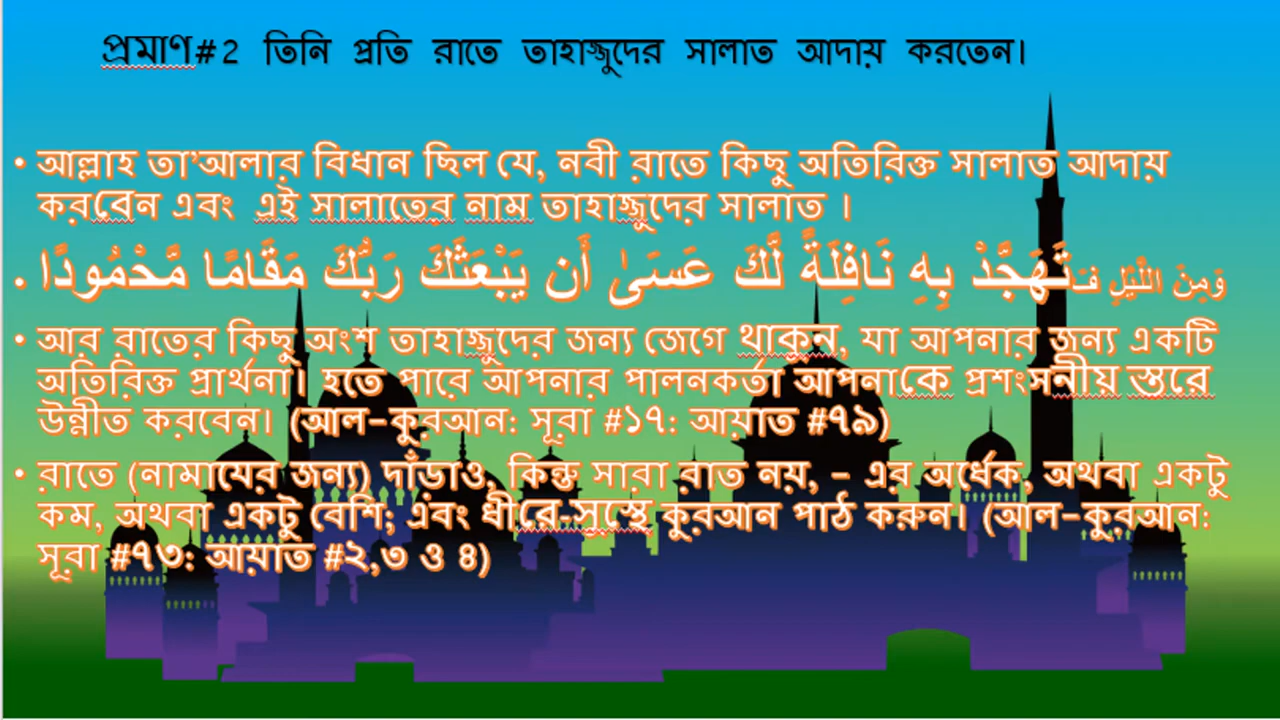 প্রমাণ#2 তিনি প্রতি রাতে তাহাজ্জুদের সালাত আদায় করতেন।
• আল্লাহ তা’আলার বিধান ছিল যে, নবী রাতে কিছু অতিরিক্ত সালাত আদায়
করবেন এবং এই সালাতের নাম তাহাজ্জুদের সালাত ।
• وَمِنَ اللَّيْلِ فَتَهَجَّدْ بِهِ نَافِلَةً لَّكَ عَسَىٰ أَن يَبْعَثَكَ رَبُّكَ مَقَامًا مَّحْمُودًا
• আর রাতের কিছু অংশ তাহাজ্জুদের জন্য জেগে থাকুন, যা আপনার জন্য একটি
অতিরিক্ত প্রার্থনা। হতে পারে আপনার পালনকর্তা আপনাকে প্রশংসনীয় স্তরে
উন্নীত করবেন। (আল-কুরআন: সূরা #১৭: আয়াত #৭৯)
• রাতে (নামাযের জন্য) দাঁড়াও, কিন্তু সারা রাত নয়, – এর অর্ধেক, অথবা একটু
কম, অথবা একটু বেশি; এবং ধীরে-সুস্থে কুরআন পাঠ করুন। (আল-কুরআন:
সূরা #৭৩: আয়াত #২,৩ ও ৪)